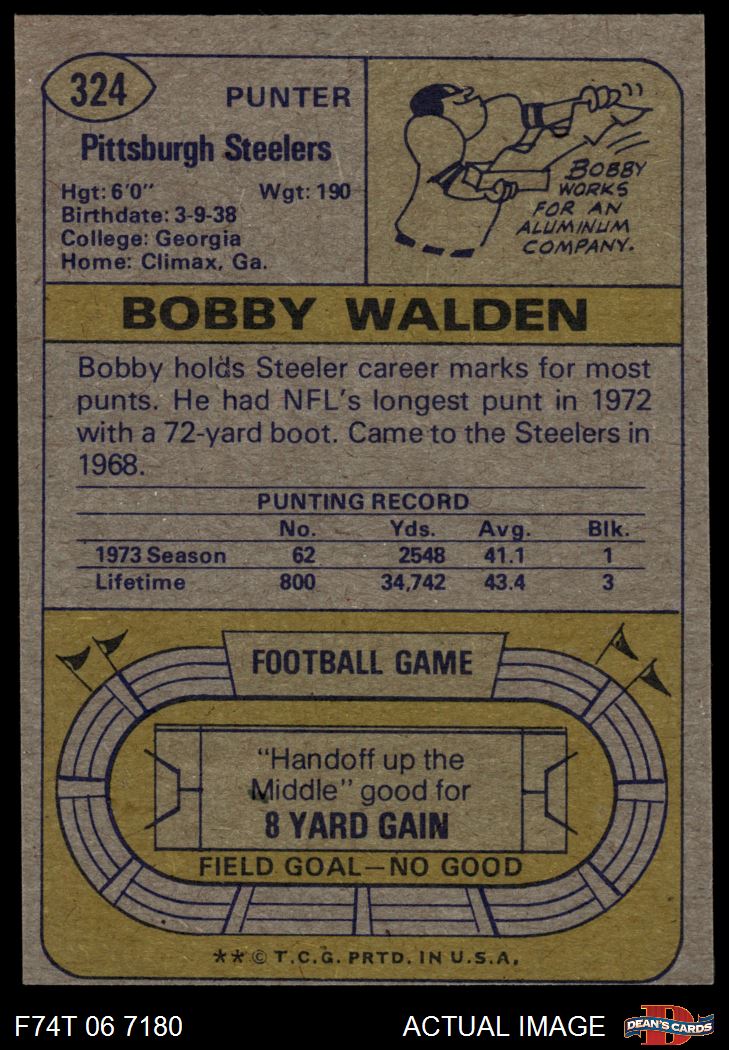 324
PUNTER
Pittsburgh Steelers
Hgt: 6'0" Wgt: 190
Birthdate: 3-9-38
College: Georgia
Home: Climax, Ga.
BOBBY
WORKS
FOR AN
ALUMINUM
COMPANY.
BOBBY WALDEN
Bobby holds Steeler career marks for most
punts. He had NFL's longest punt in 1972
with a 72-yard boot. Came to the Steelers in
1968.
PUNTING RECORD
No. Yds. Avg. Blk.
1973 Season 62 2548 41.1 1
Lifetime 800 34,742 43.4 3
FOOTBALL GAME
"Handoff up the
Middle" good for
8 YARD GAIN
FIELD GOAL—NO GOOD
** © T.C.G. PRTD. IN U.S.A.
F74T 06 7180 ACTUAL IMAGE
D
DEAN'S CARDS